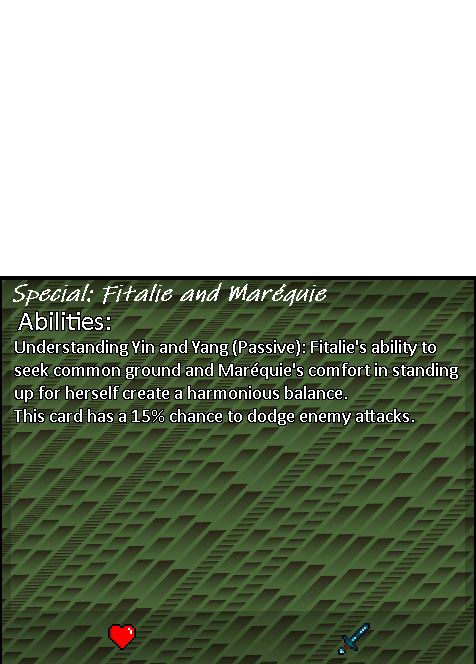 Special: Fitalie and Maréquie
Abilities:
Understanding Yin and Yang (Passive): Fitalie's ability to
seek common ground and Maréquie's comfort in standing
up for herself create a harmonious balance.
This card has a 15% chance to dodge enemy attacks.